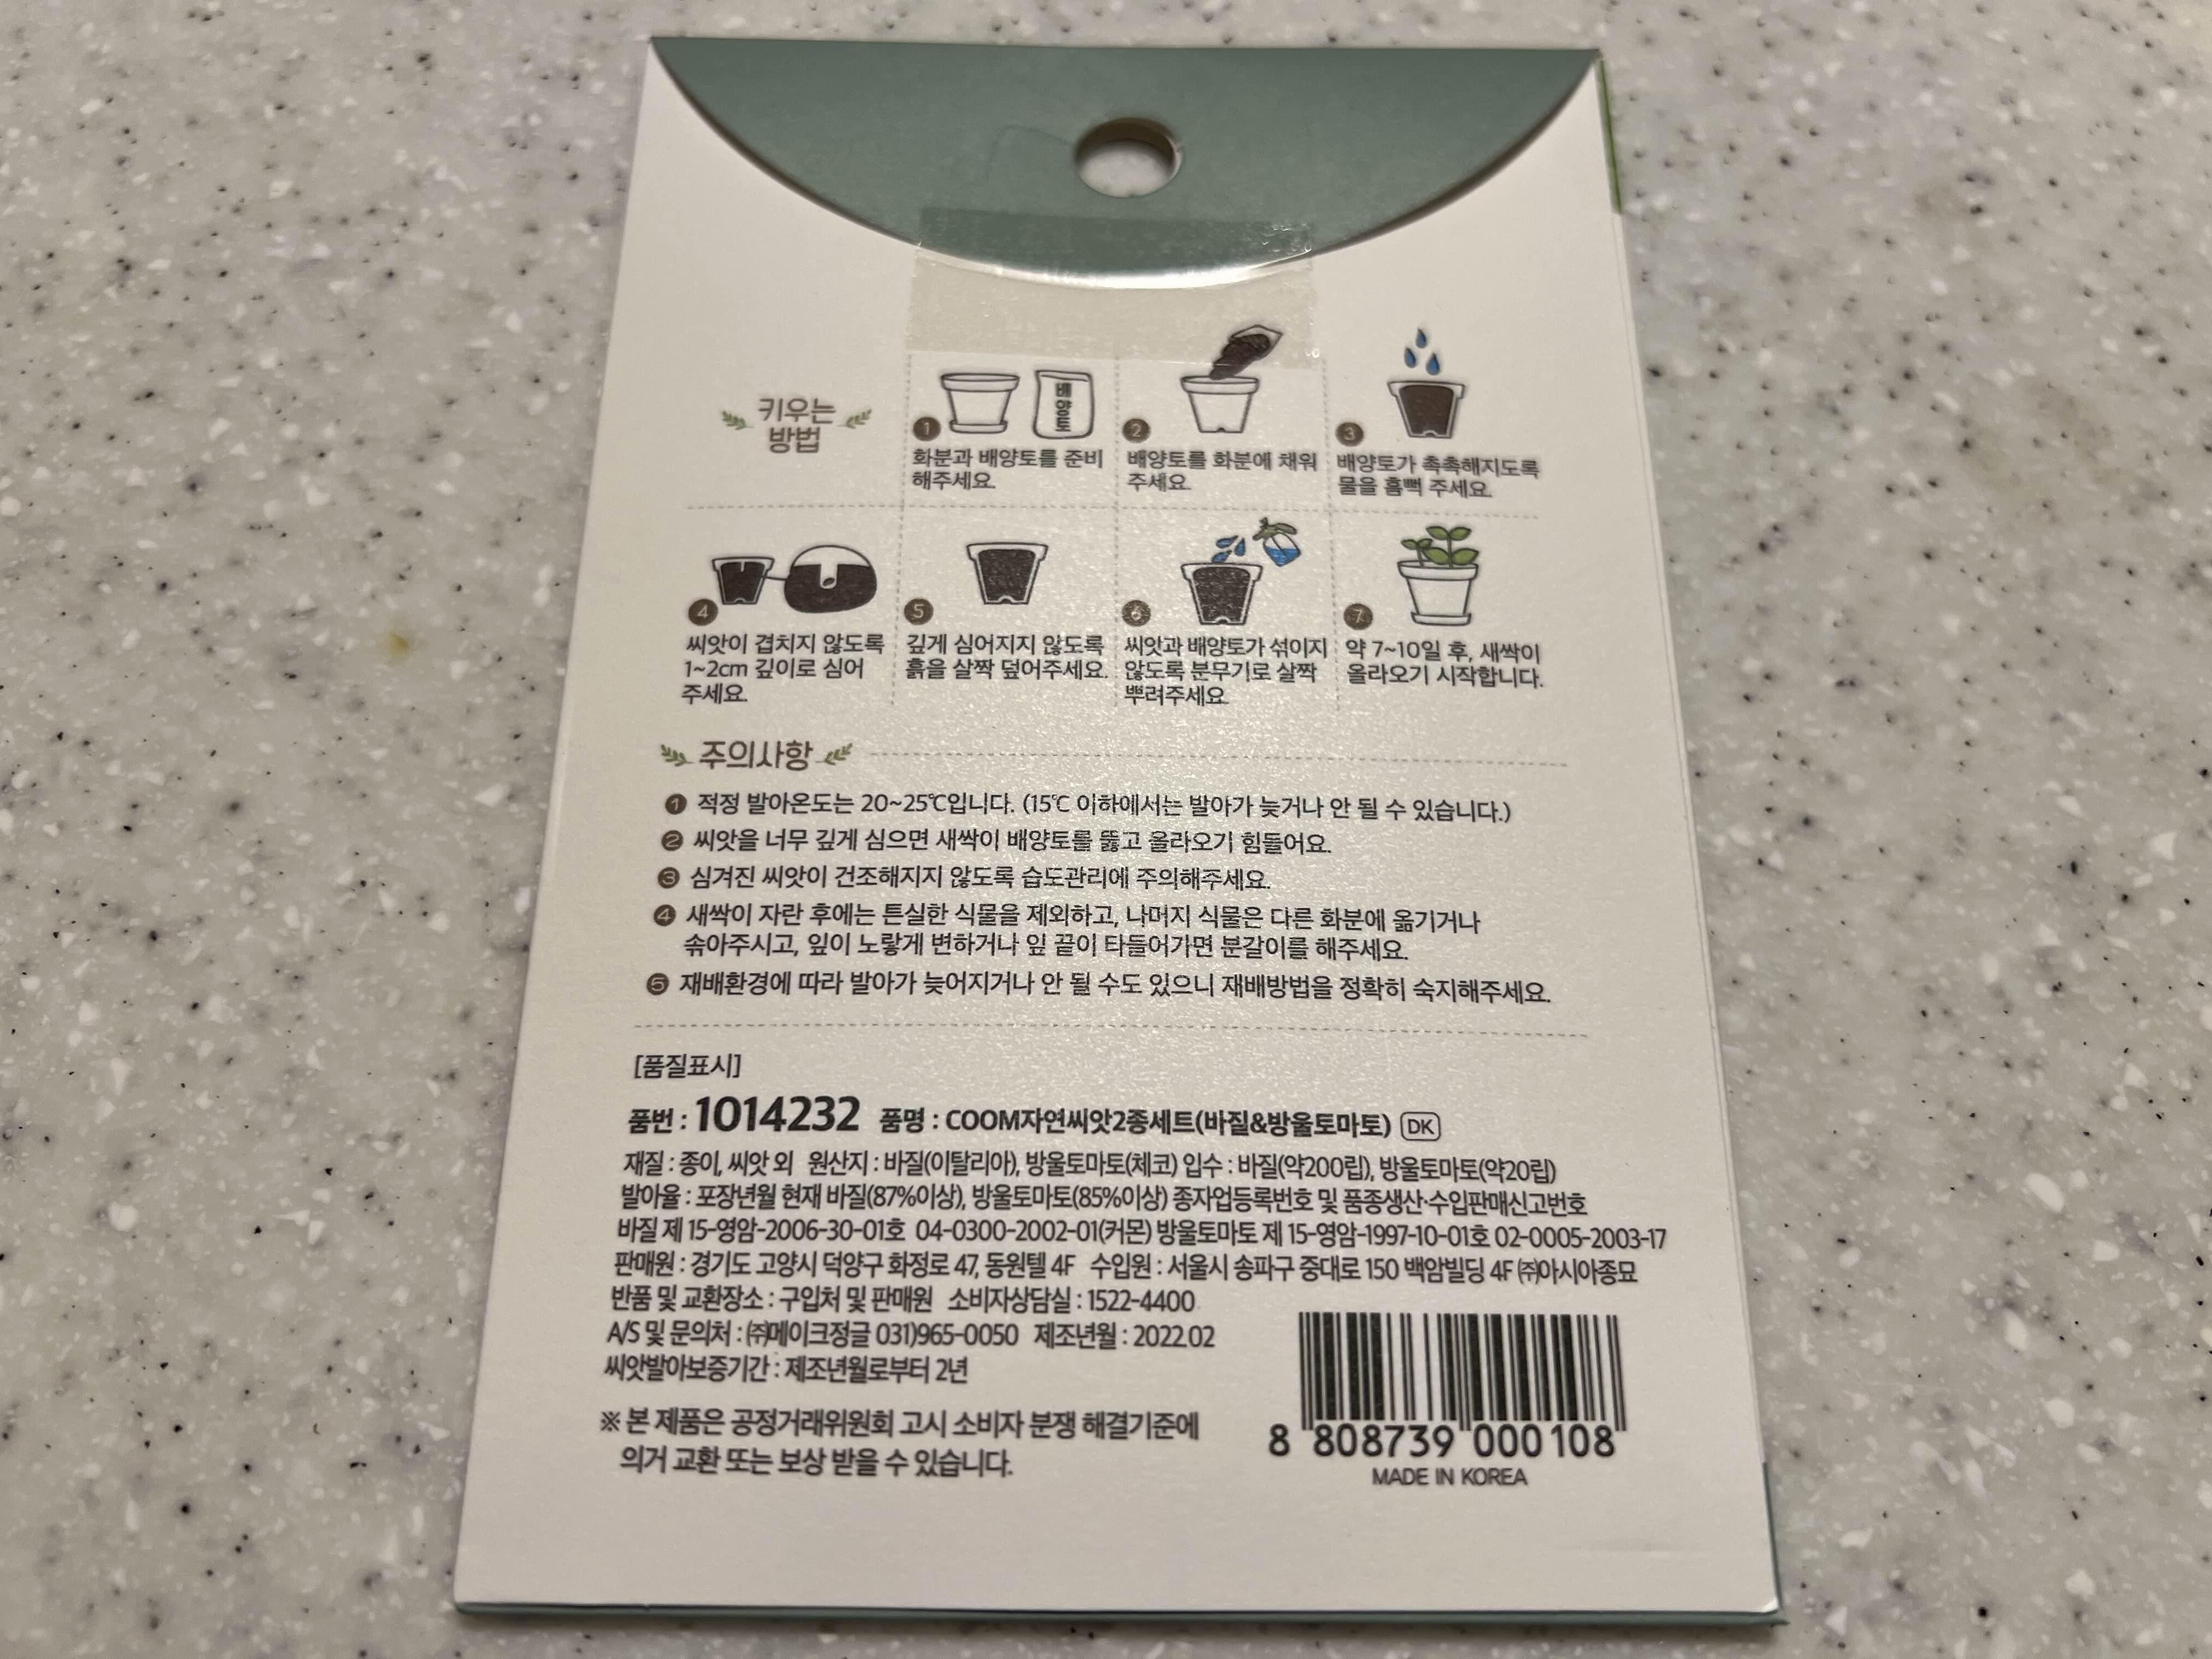 키우는
방법
배양토
1
화분과 배양토를 준비
해주세요.
2
배양토를 화분에 채워
주세요.
3
배양토가 촉촉해지도록
물을 흠뻑 주세요.
4
씨앗이 겹치지 않도록
1~2cm 깊이로 심어
주세요.
5
깊게 심어지지 않도록
흙을 살짝 덮어주세요.
6
씨앗과 배양토가 섞이지
않도록 분무기로 살짝
뿌려주세요.
7
약 7~10일 후, 새싹이
올라오기 시작합니다.
주의사항
1 적정 발아온도는 20~25℃입니다. (15℃ 이하에서는 발아가 늦거나 안 될 수 있습니다.)
2 씨앗을 너무 깊게 심으면 새싹이 배양토를 뚫고 올라오기 힘들어요.
3 심겨진 씨앗이 건조해지지 않도록 습도관리에 주의해주세요.
4 새싹이 자란 후에는 튼실한 식물을 제외하고, 나머지 식물은 다른 화분에 옮기거나
솎아주시고, 잎이 노랗게 변하거나 잎 끝이 타들어가면 분갈이를 해주세요.
5 재배환경에 따라 발아가 늦어지거나 안 될 수도 있으니 재배방법을 정확히 숙지해주세요.
[품질표시]
품번 : 1014232 품명 : COOM자연씨앗2종세트(바질&방울토마토) DK
재질 : 종이, 씨앗 외 원산지 : 바질(이탈리아), 방울토마토(체코) 입수 : 바질(약200립), 방울토마토(약20립)
발아율 : 포장년월 현재 바질(87%이상), 방울토마토(85%이상) 종자업등록번호 및 품종생산·수입판매신고번호
바질 제 15-영암-2006-30-01호 04-0300-2002-01(커몬) 방울토마토 제 15-영암-1997-10-01호 02-0005-2003-17
판매원 : 경기도 고양시 덕양구 화정로 47, 동원텔 4F 수입원 : 서울시 송파구 중대로 150 백암빌딩 4F ㈜아시아종묘
반품 및 교환장소 : 구입처 및 판매원 소비자상담실 : 1522-4400
A/S 및 문의처 : ㈜메이크정글 031)965-0050 제조년월 : 2022.02
씨앗발아보증기간 : 제조년월로부터 2년
※ 본 제품은 공정거래위원회 고시 소비자 분쟁 해결기준에
의거 교환 또는 보상 받을 수 있습니다.
8 808739 000108
MADE IN KOREA